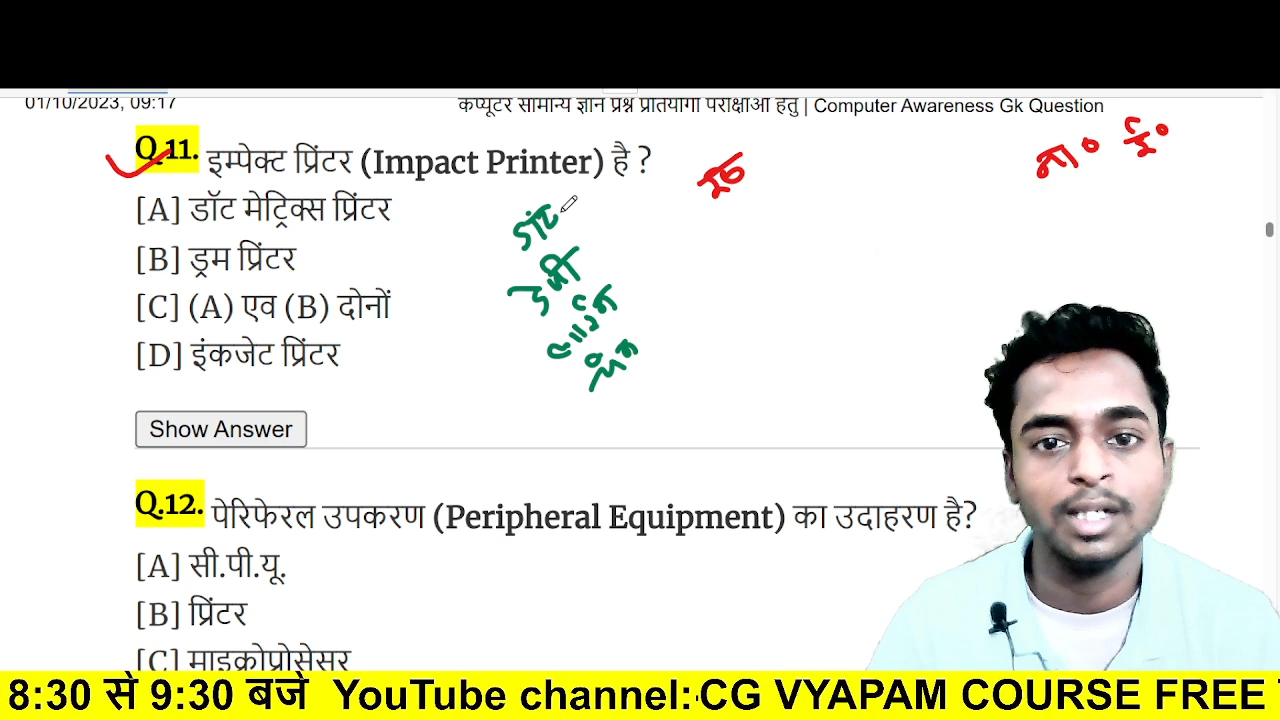 01/10/2023, 09:17 कंप्यूटर सामान्य ज्ञान प्रश्न प्रतियोगी परीक्षाओं हेतु | Computer Awareness Gk Question
Q.11. इम्पेक्ट प्रिंटर (Impact Printer) है ?
[A] डॉट मेट्रिक्स प्रिंटर
[B] ड्रम प्रिंटर
[C] (A) एव (B) दोनों
[D] इंकजेट प्रिंटर
Show Answer
Q.12. पेरिफेरल उपकरण (Peripheral Equipment) का उदाहरण है?
[A] सी.पी.यू.
[B] प्रिंटर
[C] माइक्रोप्रोसेसर
8:30 से 9:30 बजे YouTube channel:-CG VYAPAM COURSE FREE